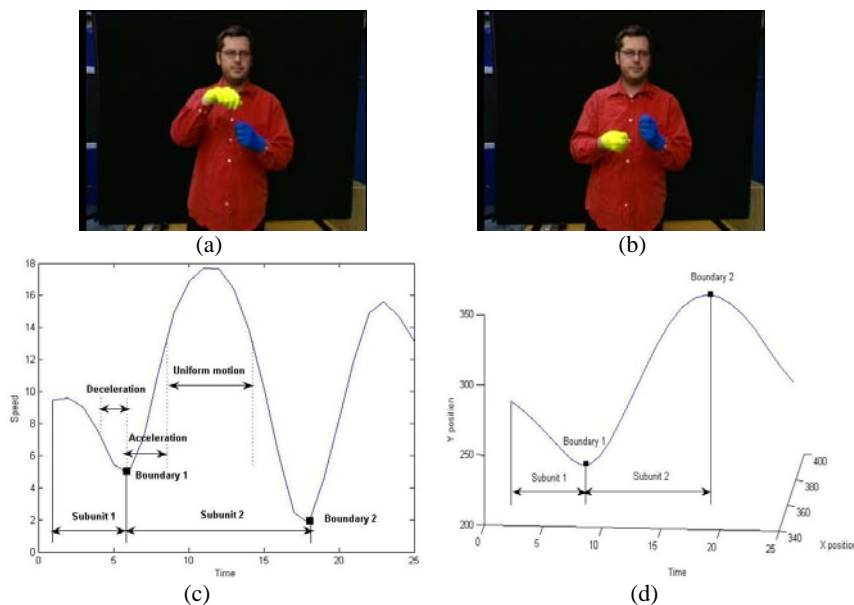 (a)
(b)
18
16
14
12
10
8
6
4
2
0
Speed
0
5
10
15
20
25
Time
Deceleration
Uniform motion
Acceleration
Boundary 1
Subunit 1
Subunit 2
Boundary 2
(c)
350
300
250
200
Y position
0
5
10
15
20
25
Time
Boundary 2
Boundary 1
Subunit 1
Subunit 2
400
380
360
340
X position
(d)